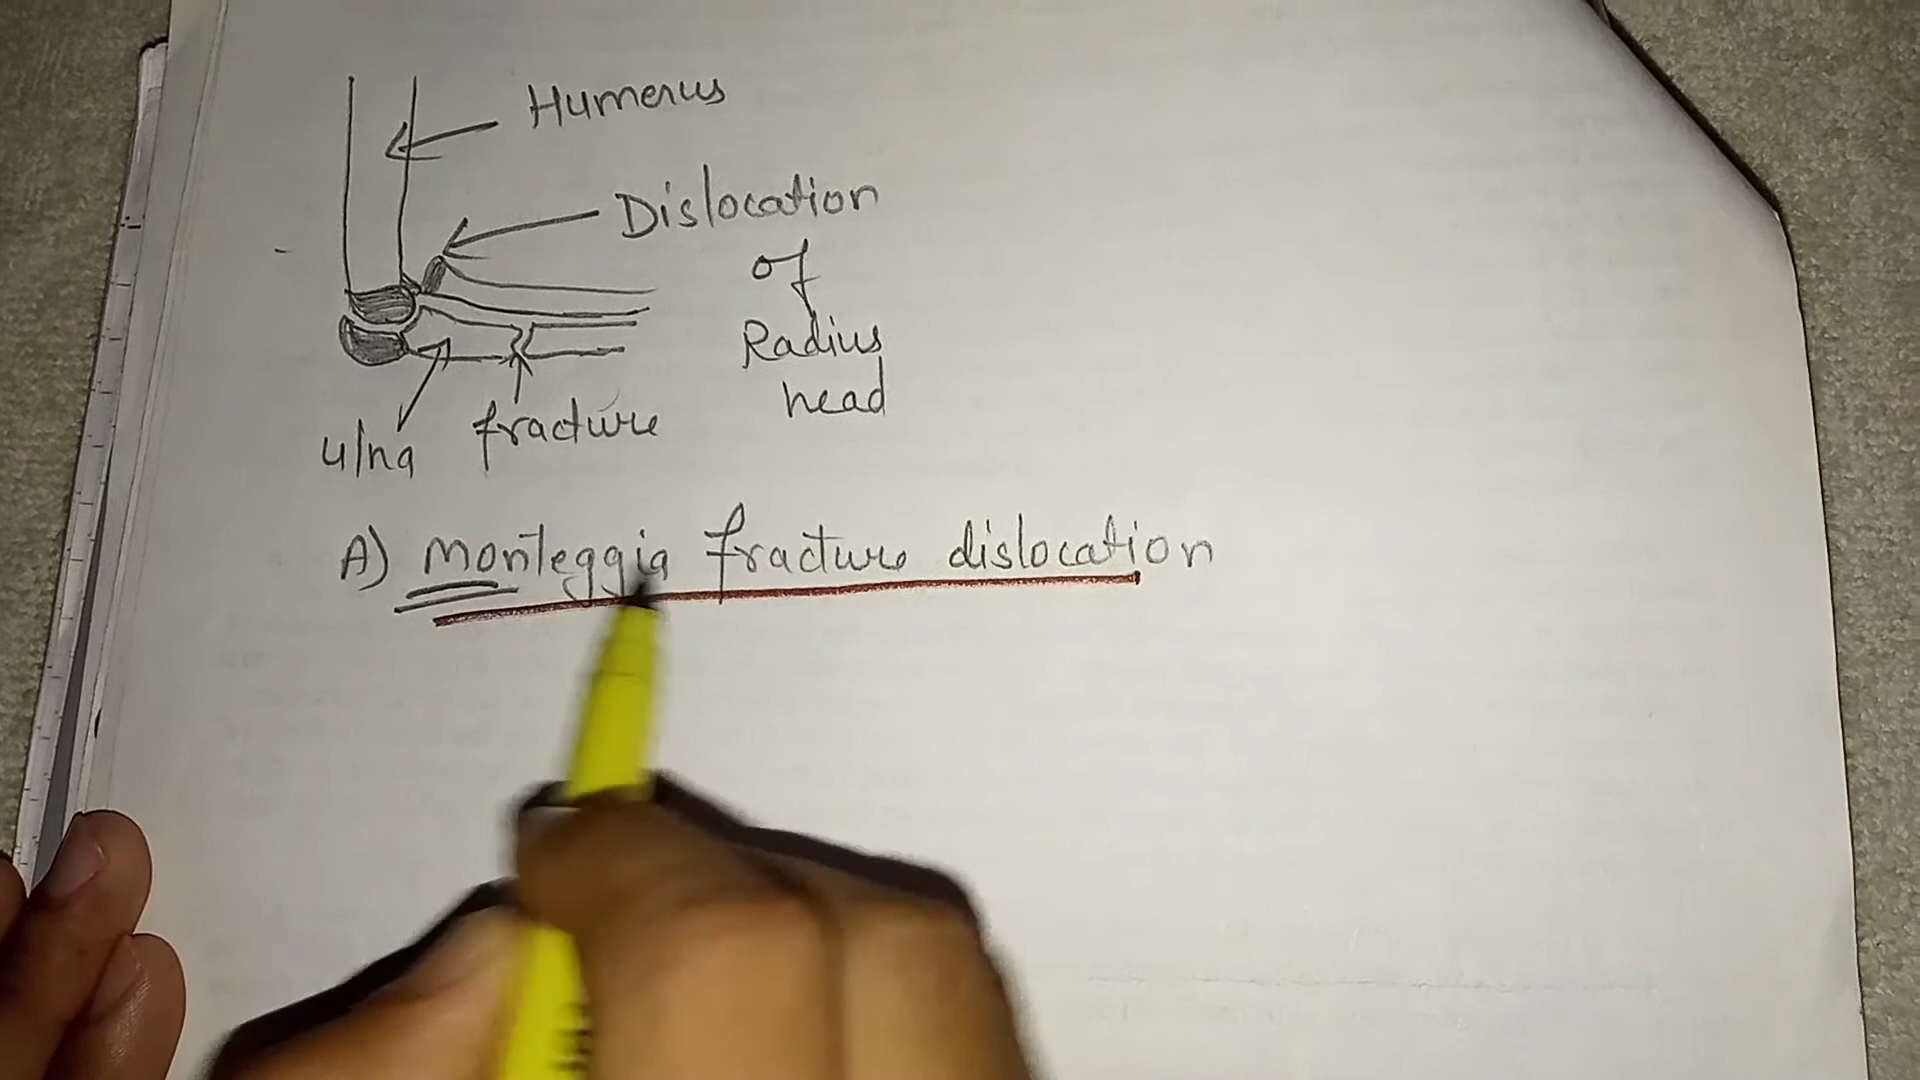 Humerus
Dislocation
of
Radius
head
ulna fracture
A) Monteggia fracture dislocation